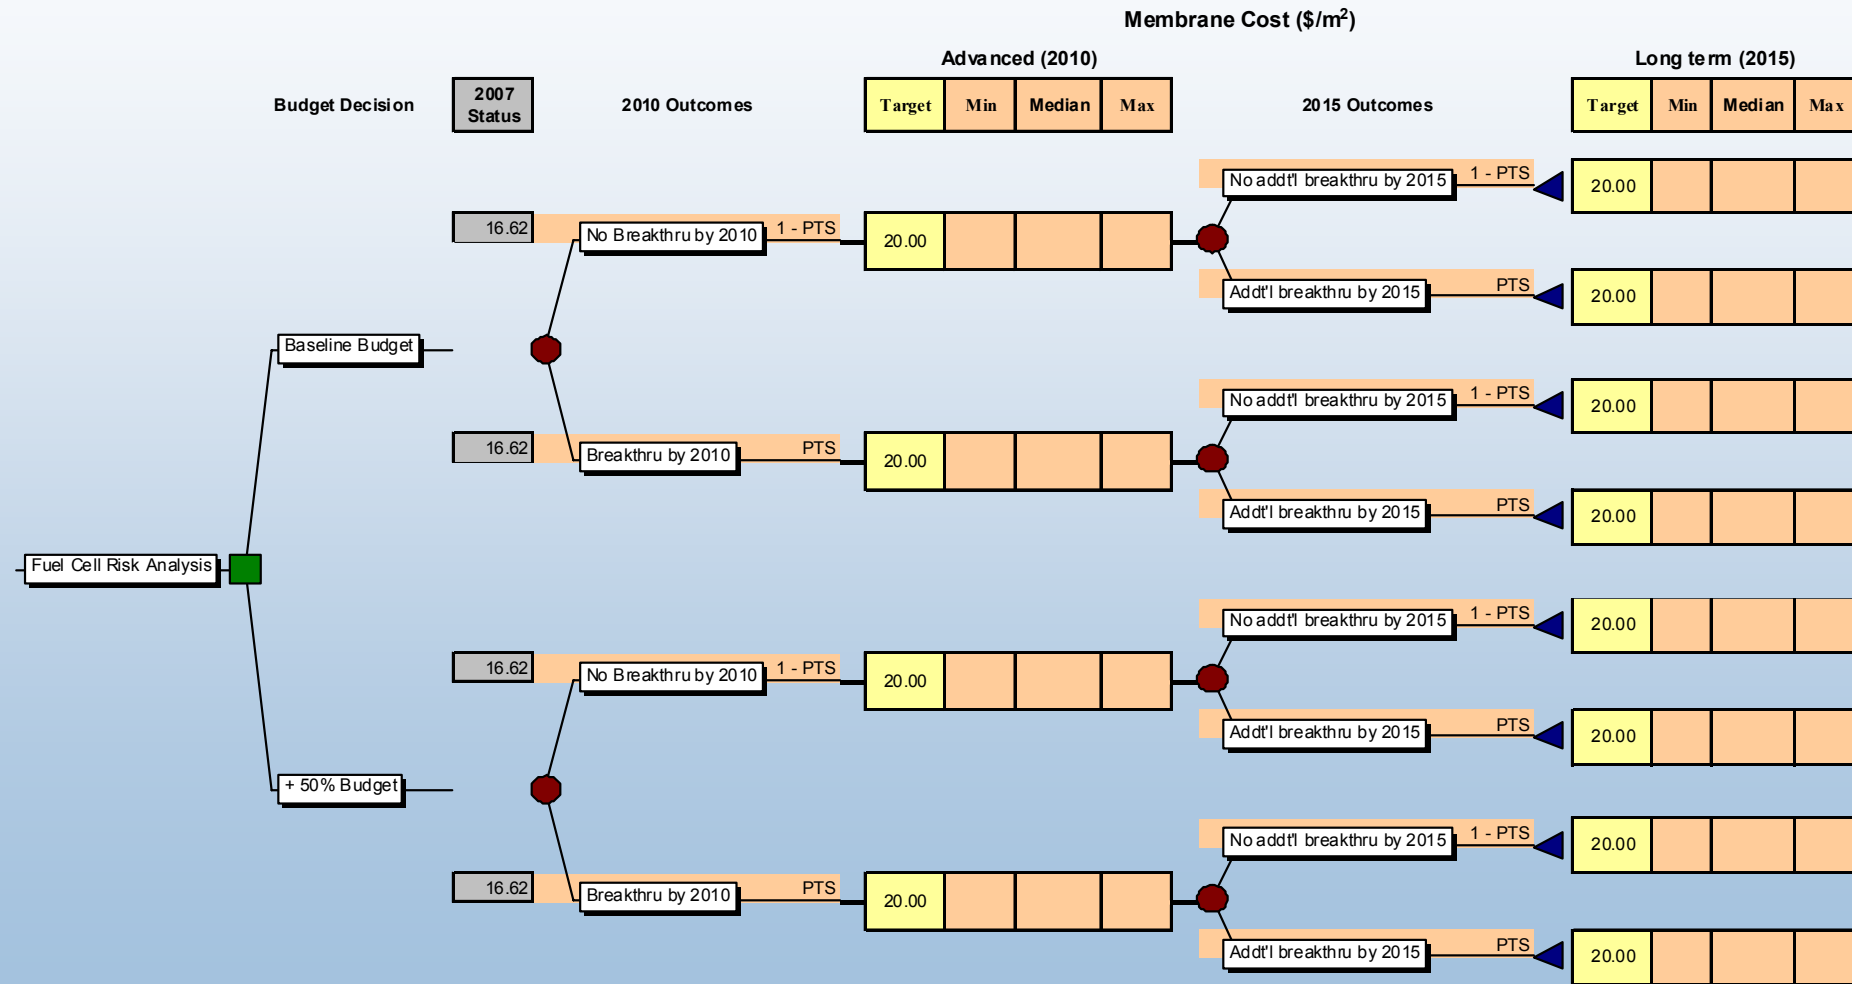 Membrane Cost ($/m²)
Advanced (2010)
Long term (2015)
Budget Decision
2007
Status
2010 Outcomes
Target Min Median Max
2015 Outcomes
Target Min Median Max
No addt'l breakthru by 2015 1 - PTS 20.00
16.62 No Breakthru by 2010 1 - PTS 20.00
Addt'l breakthru by 2015 PTS 20.00
Baseline Budget
No addt'l breakthru by 2015 1 - PTS 20.00
16.62 Breakthru by 2010 PTS 20.00
Addt'l breakthru by 2015 PTS 20.00
Fuel Cell Risk Analysis
No addt'l breakthru by 2015 1 - PTS 20.00
16.62 No Breakthru by 2010 1 - PTS 20.00
Addt'l breakthru by 2015 PTS 20.00
+ 50% Budget
No addt'l breakthru by 2015 1 - PTS 20.00
16.62 Breakthru by 2010 PTS 20.00
Addt'l breakthru by 2015 PTS 20.00